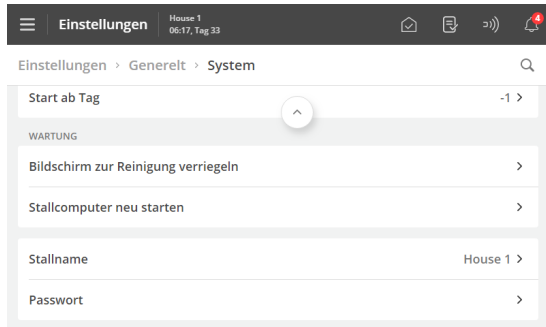 Einstellungen
House 1
06:17, Tag 33
4
Einstellungen > Generelt > System
Start ab Tag -1 >
WARTUNG
Bildschirm zur Reinigung verriegeln >
Stallcomputer neu starten >
Stallname House 1 >
Passwort >